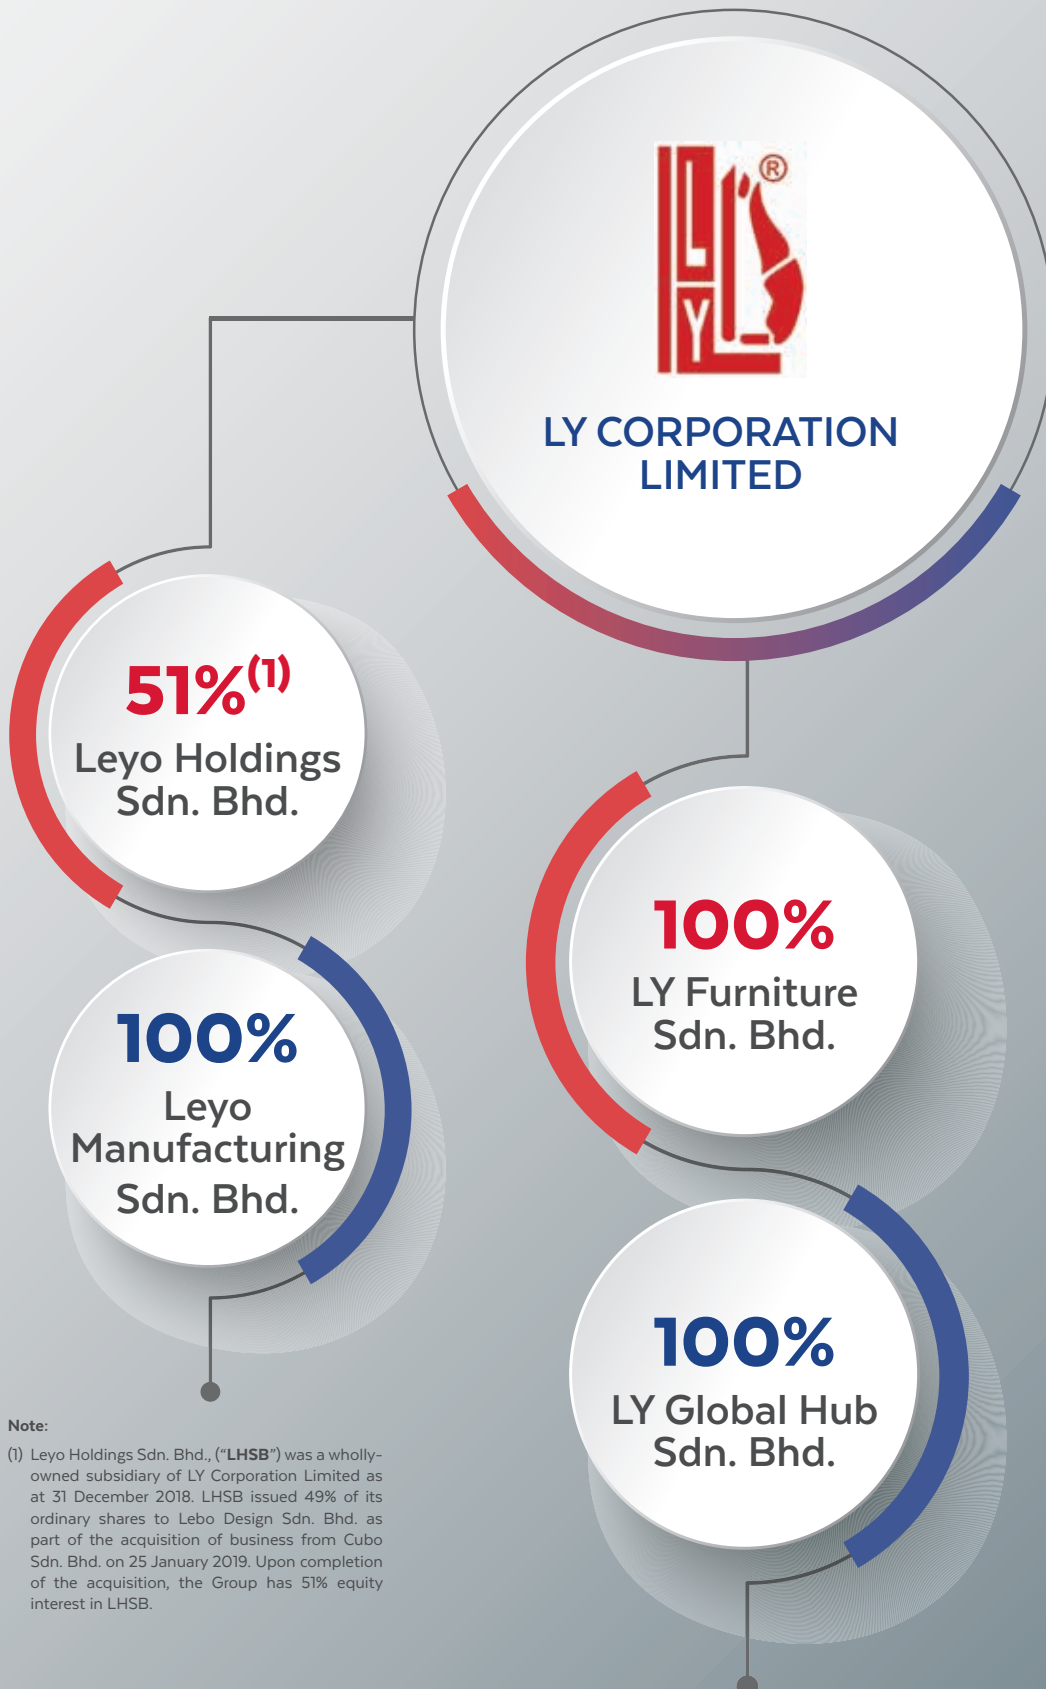 LY
®
LY CORPORATION
LIMITED
51%(1)
Leyo Holdings
Sdn. Bhd.
100%
Leyo
Manufacturing
Sdn. Bhd.
100%
LY Furniture
Sdn. Bhd.
100%
LY Global Hub
Sdn. Bhd.
Note:
(1) Leyo Holdings Sdn. Bhd., (“LHSB”) was a wholly-
owned subsidiary of LY Corporation Limited as
at 31 December 2018. LHSB issued 49% of its
ordinary shares to Lebo Design Sdn. Bhd. as
part of the acquisition of business from Cubo
Sdn. Bhd. on 25 January 2019. Upon completion
of the acquisition, the Group has 51% equity
interest in LHSB.